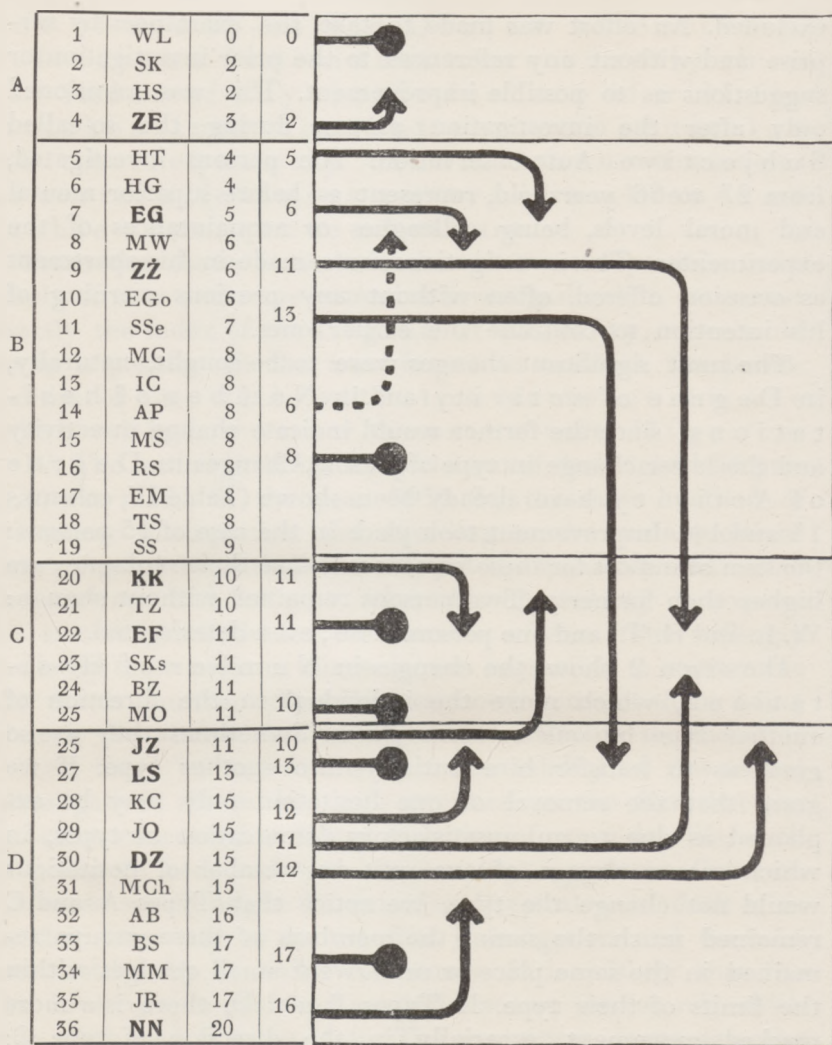 1 WL 0 0
2 SK 2
A 3 HS 2
4 ZE 3 2
5 HT 4 5
6 HG 4
7 EG 5 6
8 MW 6
9 ZŻ 6 11
10 EGo 6
11 SSe 7 13
B 12 MC 8
13 IC 8
14 AP 8 6
15 MS 8
16 RS 8 8
17 EM 8
18 TS 8
19 SS
20 KK 10 11
21 TZ 10
C 22 EF 11 11
23 SKs 11
24 BZ 11
25 MO 11 10
25 JZ 11 10
27 LS 13 13
28 KC 15 12
29 JO 15 11
D 30 DZ 15 12
31 MCh 15
32 AB 16
33 BS 17 17
34 MM 17
35 JR 17 16
36 NN 20